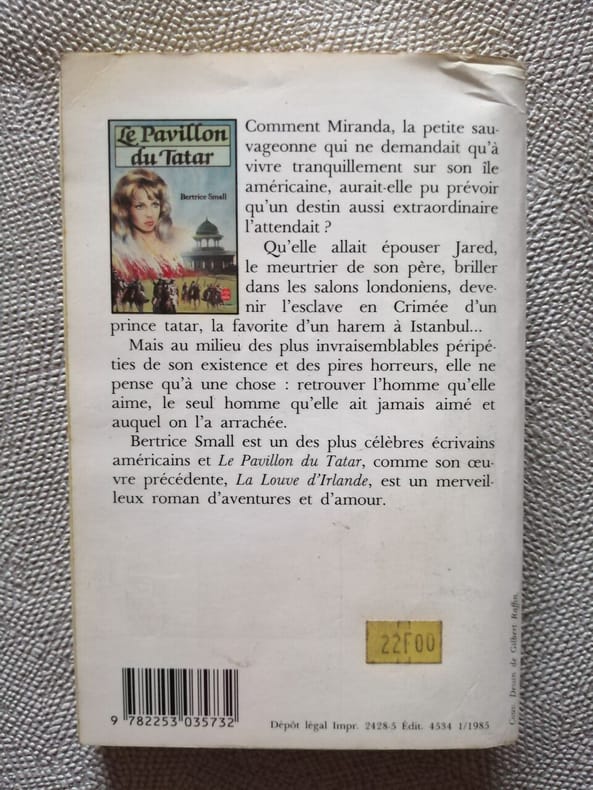 Le Pavillon
du Tatar
Bertrice Small
Comment Miranda, la petite sau-
vageonne qui ne demandait qu'à
vivre tranquillement sur son île
américaine, aurait-elle pu prévoir
qu'un destin aussi extraordinaire
l'attendait ?
Qu'elle allait épouser Jared,
le meurtrier de son père, briller
dans les salons londoniens, deve-
nir l'esclave en Crimée d'un
prince tatar, la favorite d'un harem à Istanbul...
Mais au milieu des plus invraisemblables péripé-
ties de son existence et des pires horreurs, elle ne
pense qu'à une chose : retrouver l'homme qu'elle
aime, le seul homme qu'elle ait jamais aimé et
auquel on l'a arrachée.
Bertrice Small est un des plus célèbres écrivains
américains et Le Pavillon du Tatar, comme son œu-
vre précédente, La Louve d'Irlande, est un merveil-
leux roman d'aventures et d'amour.
22F00
9 782253 035732
Dépôt légal Impr. 2428-5 Édit. 4534 1/1985
Couv. Dessin de Gilbert Raffin.